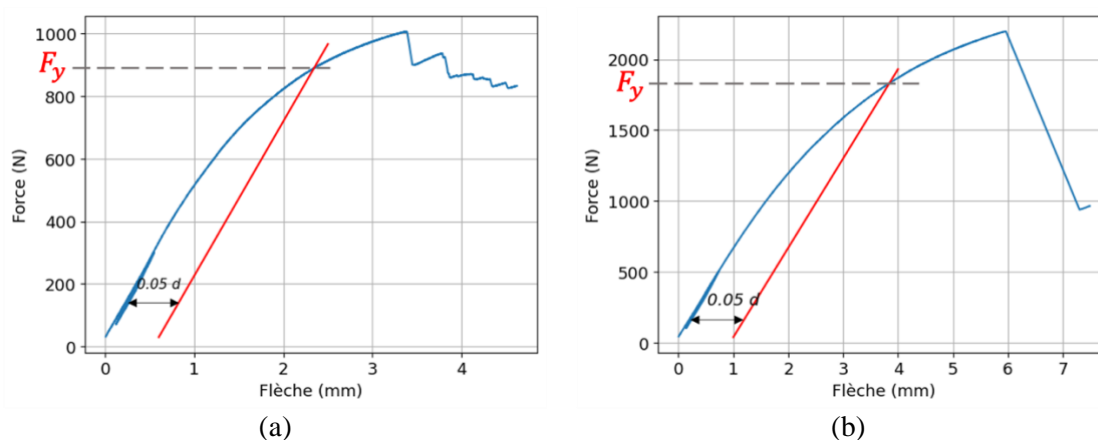 1000
800
600
400
200
0
Force (N)
F_y
0.05 d
0 1 2 3 4
Flèche (mm)
(a)
2000
1500
1000
500
0
Force (N)
F_y
0.05 d
0 1 2 3 4 5 6 7
Flèche (mm)
(b)